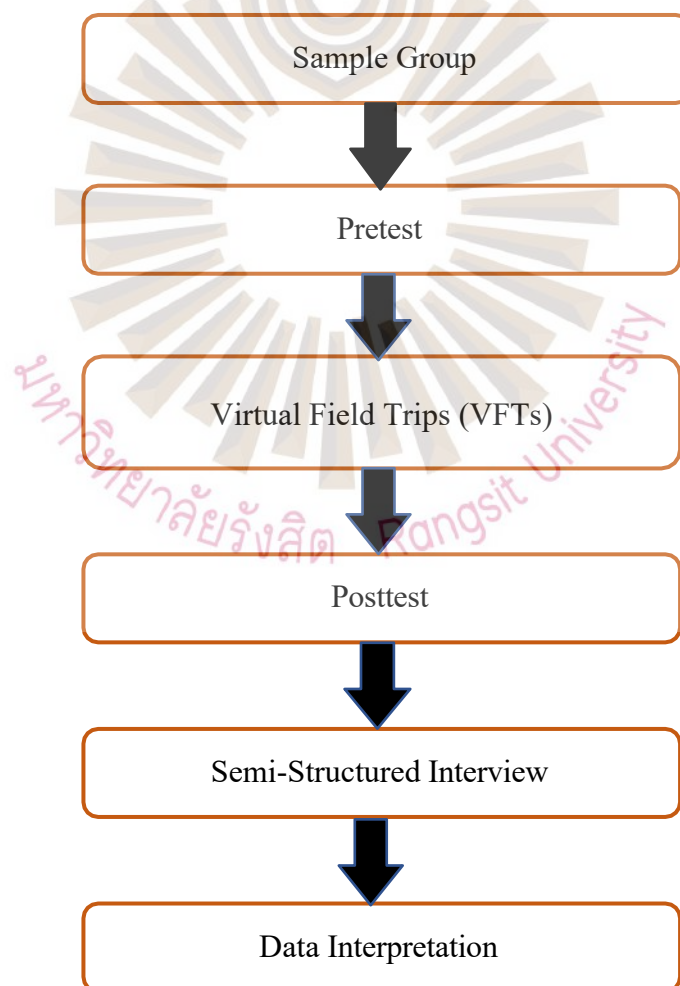 Sample Group
Pretest
Virtual Field Trips (VFTs)
มหาวิทยาลัยรังสิต Rangsit University
Posttest
Semi-Structured Interview
Data Interpretation